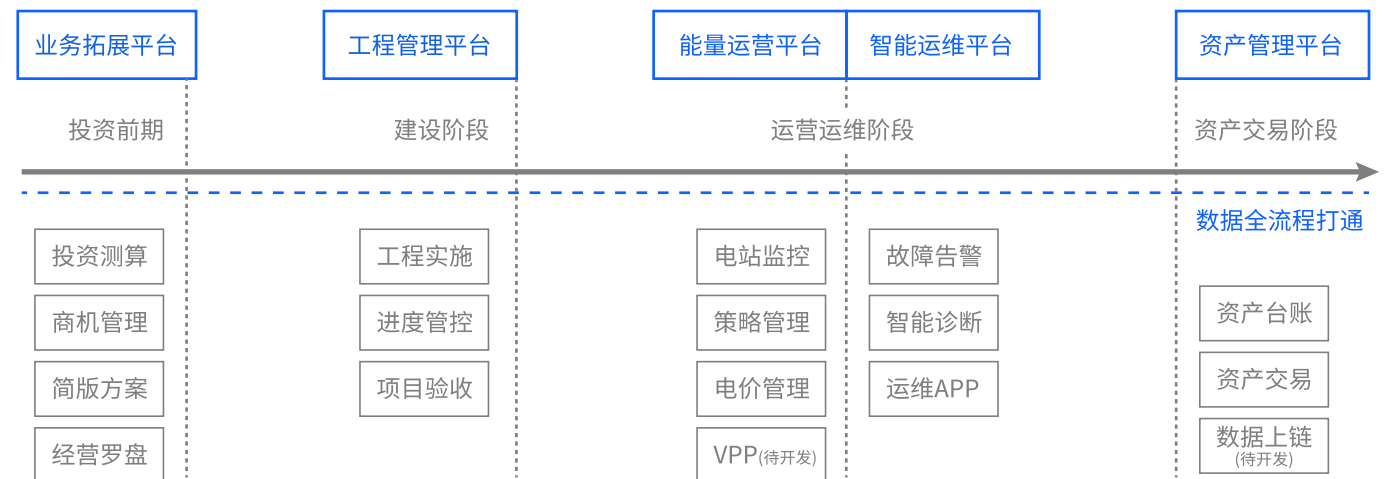 业务拓展平台
工程管理平台
能量运营平台
智能运维平台
资产管理平台
投资前期
建设阶段
运营运维阶段
资产交易阶段
数据全流程打通
投资测算
商机管理
简版方案
经营罗盘
工程实施
进度管控
项目验收
电站监控
策略管理
电价管理
VPP(待开发)
故障告警
智能诊断
运维APP
资产台账
资产交易
数据上链
(待开发)